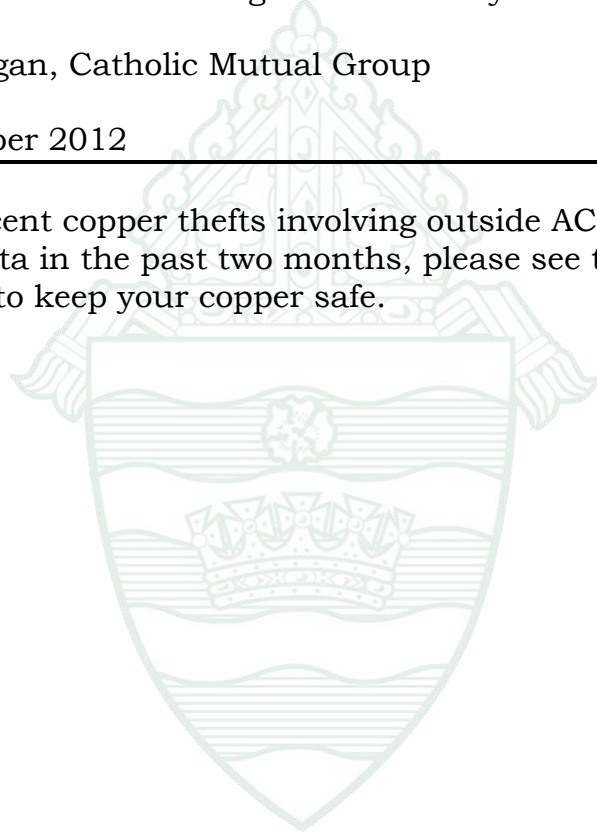 gan, Catholic Mutual Group
ber 2012
cent copper thefts involving outside AC
ta in the past two months, please see t
to keep your copper safe.